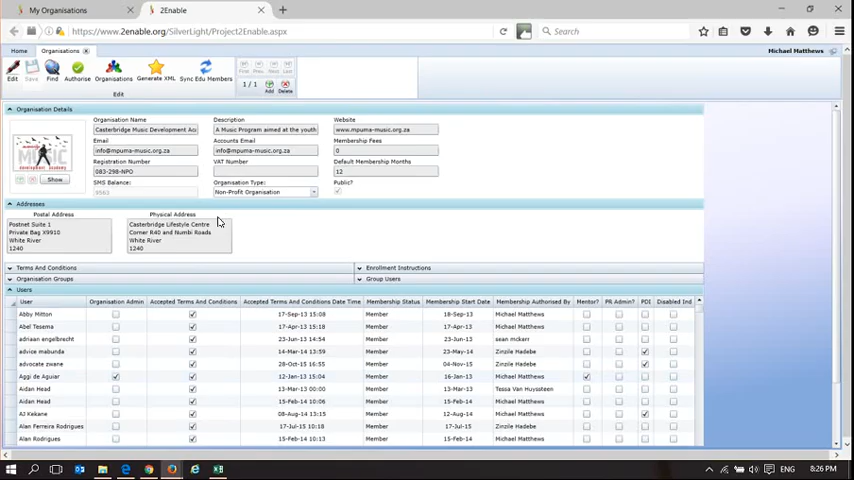 My Organisations
2Enable
https://www.2enable.org/SilverLight/Project2Enable.aspx
Search
Home Organisations
Michael Matthews
Edit Save Find Authorise Organisations Generate XML Sync Edu Members
First Prev Next Last
1 / 1 Add Delete
Edit
Organisation Details
Organisation Name Description Website
Casterbridge Music Development Aca A Music Program aimed at the youth www.mpuma-music.org.za
Email Accounts Email Membership Fees
info@mpuma-music.org.za info@mpuma-music.org.za 0
Registration Number VAT Number Default Membership Months
083-298-NPO 12
SMS Balance: Organisation Type: Public?
9563 Non-Profit Organisation
MUSIC
Show
Addresses
Postal Address Physical Address
Postnet Suite 1 Casterbridge Lifestyle Centre
Private Bag X9910 Corner R40 and Numbi Roads
White River White River
1240 1240
Terms And Conditions Enrollment Instructions
Organisation Groups Group Users
Users
User Organisation Admin Accepted Terms And Conditions Accepted Terms And Conditions Date Time Membership Status Membership Start Date Membership Authorised By Mentor? PR Admin? PDI Disabled Ind
Abby Mitton 17-Sep-13 15:08 Member 18-Sep-13 Michael Matthews
Abel Tesema 17-Apr-13 15:18 Member 17-Apr-13 Michael Matthews
adriaan engelbrecht 23-Jun-14 14:54 Member 23-Jun-14 sean mckerr
advice mabunda 14-Mar-14 13:59 Member 23-May-14 Zinzile Hadebe
advocate zwane 28-Oct-15 16:55 Member 04-Nov-15 Zinzile Hadebe
Aggi de Aguiar 12-Jan-13 15:04 Member 16-Jan-13 Michael Matthews
Aidan Head 13-Mar-13 00:00 Member 13-Mar-13 Tessa Van Huyssteen
Aidan Head 15-Feb-14 10:06 Member 15-Feb-14 Michael Matthews
AJ Kekane 08-Aug-14 13:15 Member 12-Aug-14 Michael Matthews
Alan Ferreira Rodrigues 17-Jul-15 10:18 Member 17-Jul-15 Zinzile Hadebe
Alan Rodrigues 15-Feb-14 10:13 Member 15-Feb-14 Michael Matthews
ENG 8:26 PM